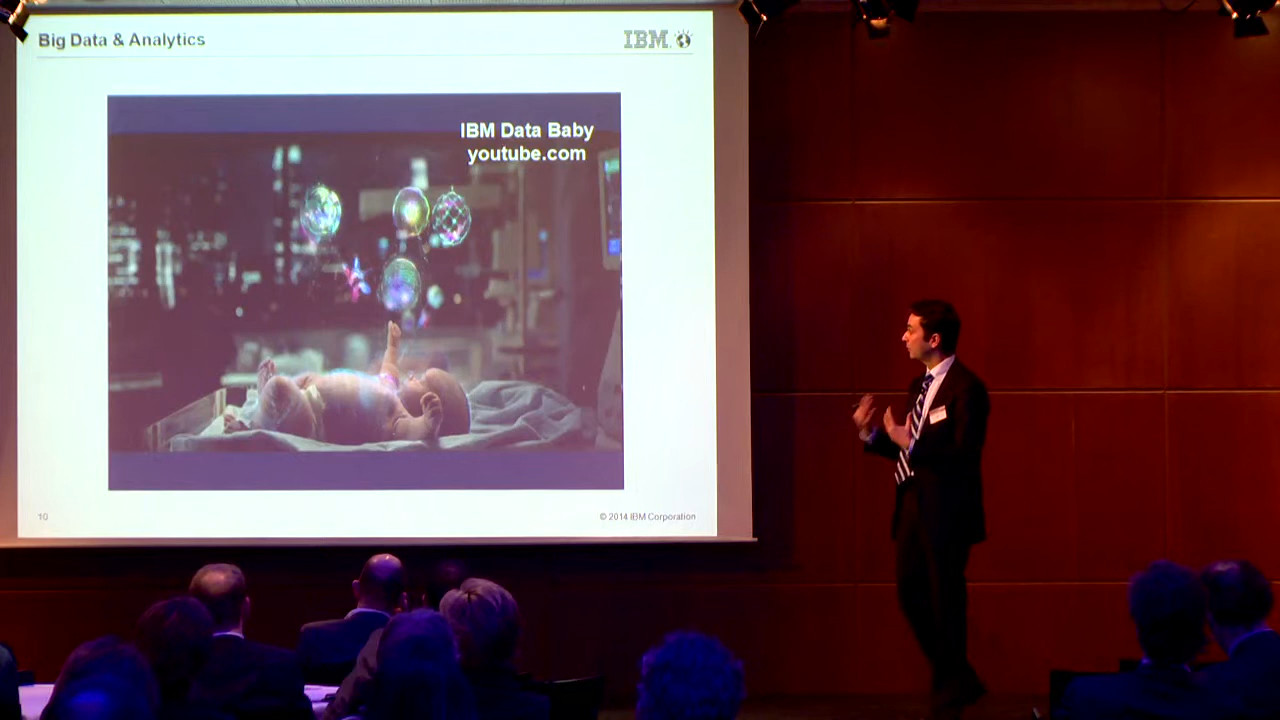 Big Data & Analytics
IBM
IBM Data Baby
youtube.com
10
© 2014 IBM Corporation